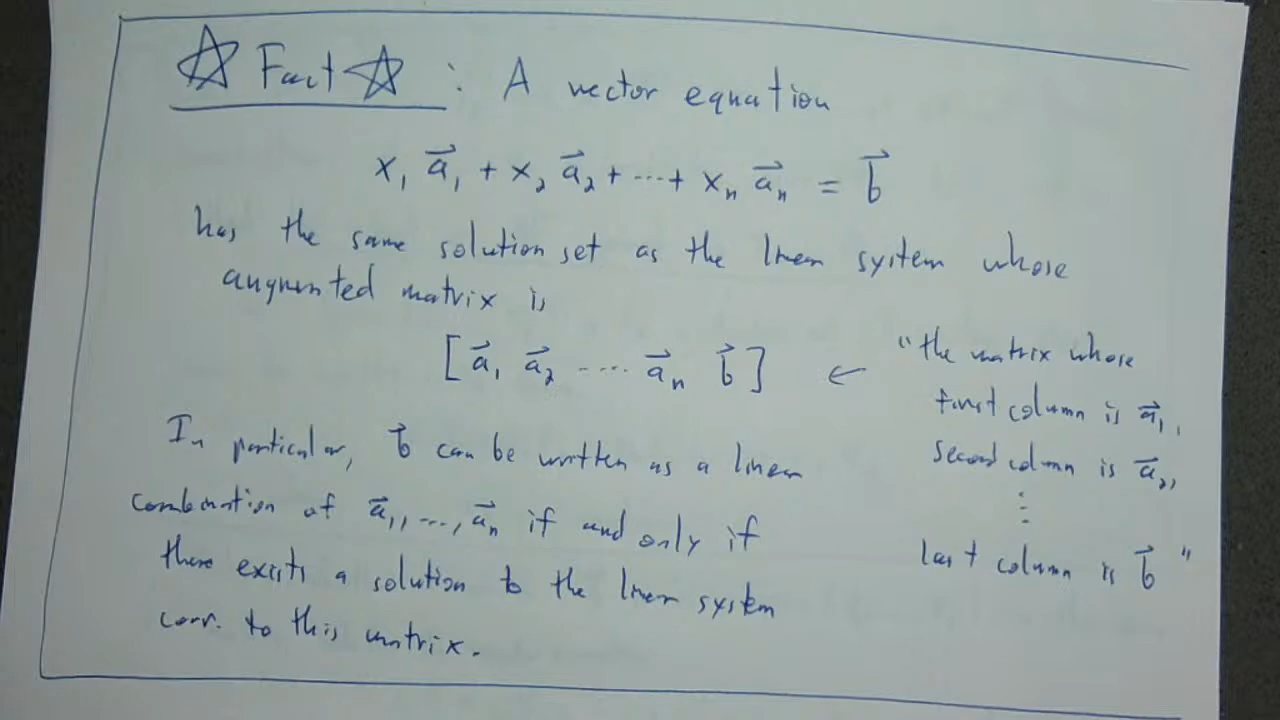 ☆ Fact ☆ : A vector equation
x₁ a⃗₁ + x₂ a⃗₂ + ⋯ + xₙ a⃗ₙ = b⃗
has the same solution set as the linear system whose
augmented matrix is
[ a⃗₁ a⃗₂ ⋯ a⃗ₙ b⃗ ] ←
In particular, b⃗ can be written as a linear
combination of a⃗₁, ..., a⃗ₙ if and only if
there exists a solution to the linear system
corr. to this matrix.
"the matrix whose
first column is a⃗₁,
second column is a⃗₂,
⋮
last column is b⃗"